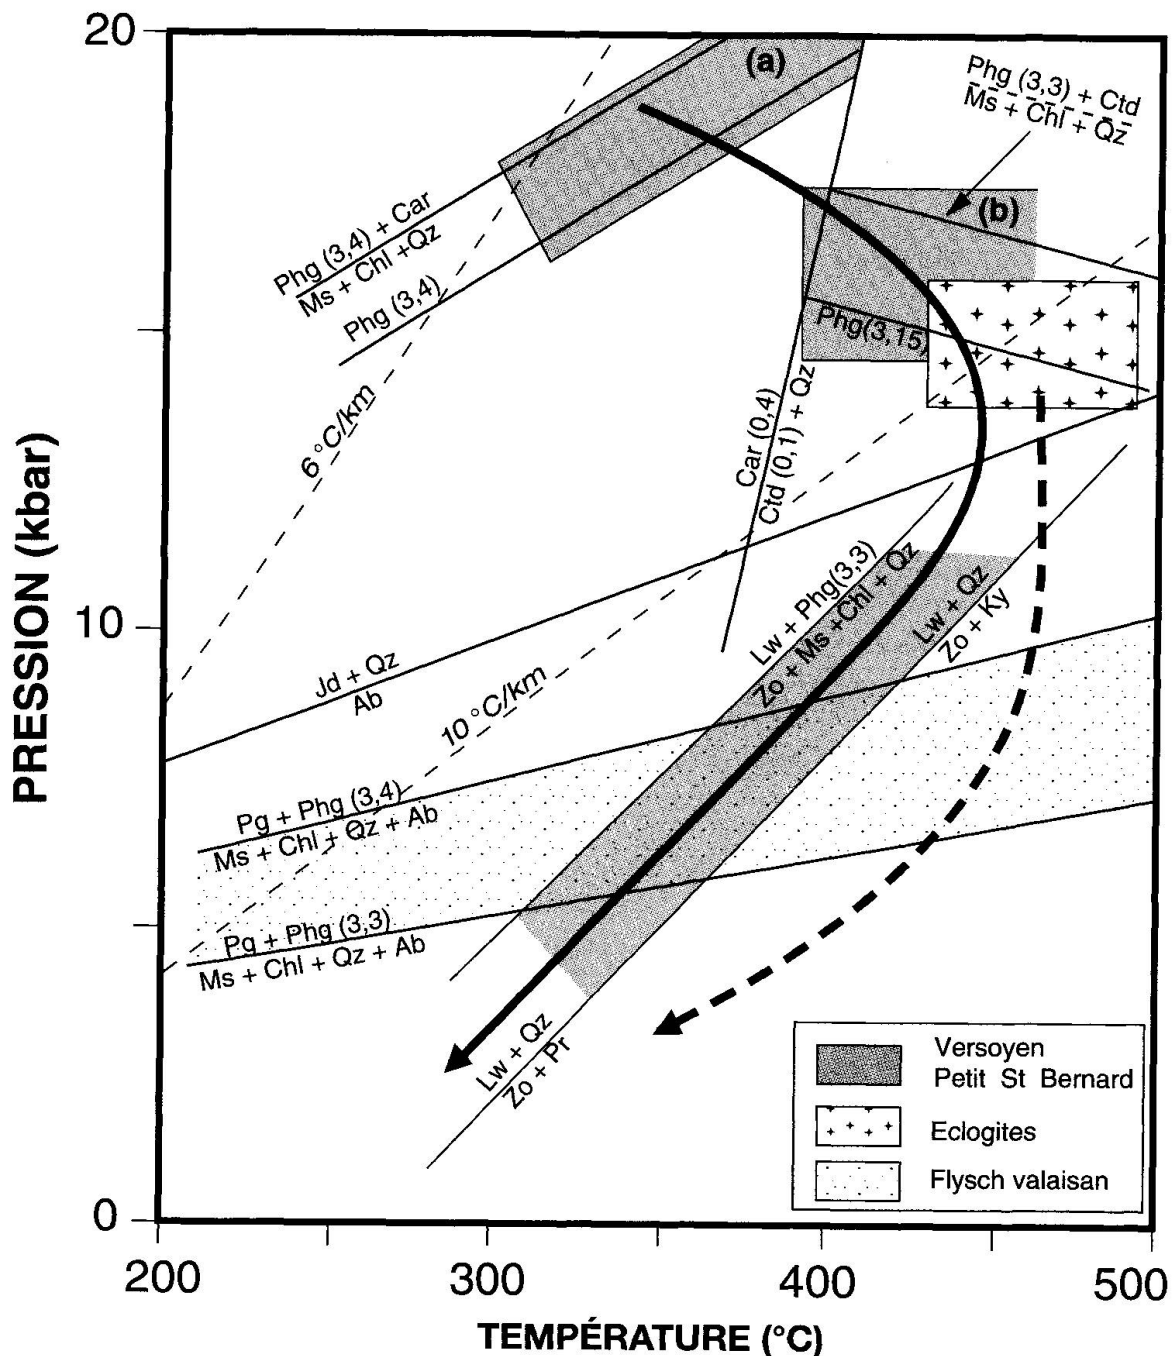 20
(a)
Phg (3,3) + Ctd
Ms + Chl + Qz
(b)
Phg (3,4) + Car
Ms + Chl +Qz
Phg (3,4)
Phg(3,15)
6 °C/km
Car (0,4)
Ctd (0,1) + Qz
PRESSION (kbar)
10
Lw + Phg(3,3)
Zo + Ms +Chl + Qz
Lw + Qz
Zo + Ky
Jd + Qz
Ab
10 °C/km
Pg + Phg (3,4)
Ms + Chl + Qz + Ab
Pg + Phg (3,3)
Ms + Chl + Qz + Ab
Lw + Qz
Zo + Pr
Versoyen
Petit St Bernard
Eclogites
Flysch valaisan
0
200
300
400
500
TEMPÉRATURE (°C)